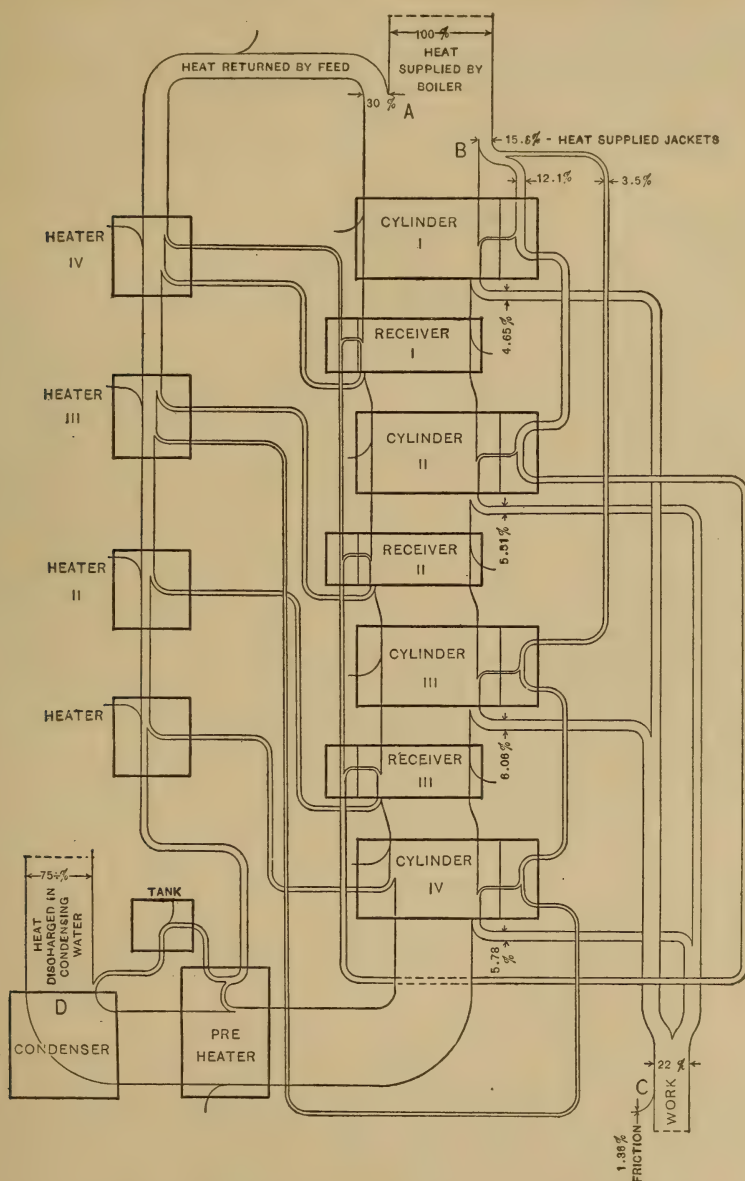 100 %
HEAT
SUPPLIED BY
BOILER
HEAT RETURNED BY FEED
30 %
A
B
15.6% - HEAT SUPPLIED JACKETS
12.1%
3.5%
HEATER
IV
CYLINDER
I
4.65%
RECEIVER
I
HEATER
III
CYLINDER
II
5.51%
RECEIVER
II
HEATER
II
CYLINDER
III
6.06%
HEATER
RECEIVER
III
CYLINDER
IV
5.78
%
75+%
HEAT
DISCHARGED IN
CONDENSING
WATER
TANK
D
CONDENSER
PRE
HEATER
22 %
C
WORK
1.36%
FRICTION